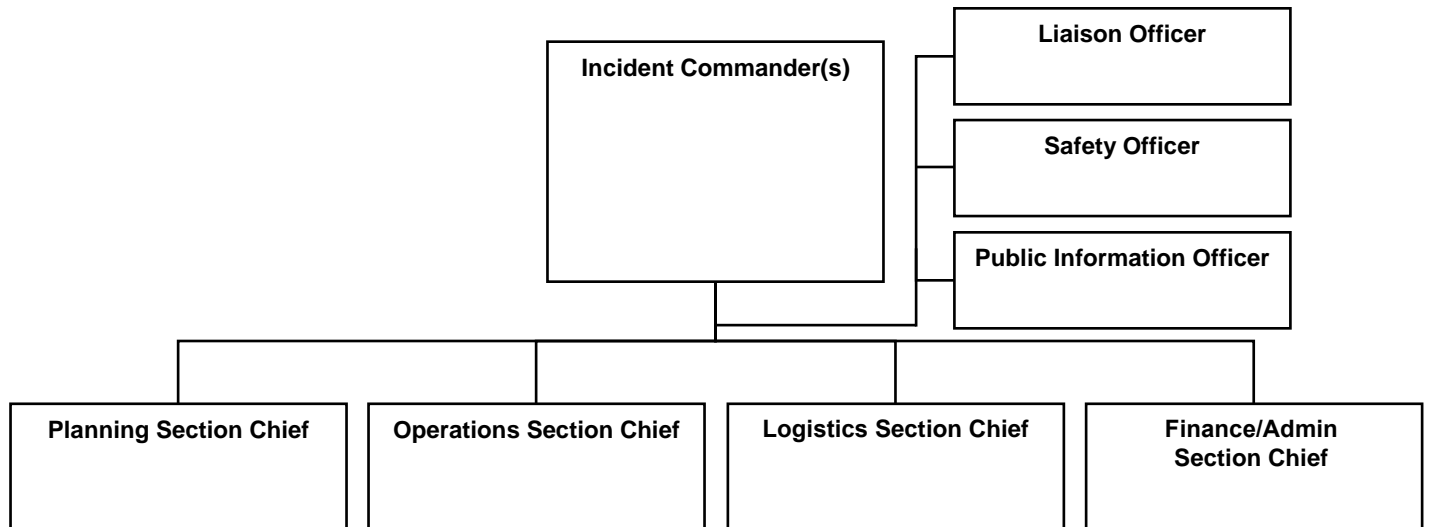 Liaison Officer
Incident Commander(s)
Safety Officer
Public Information Officer
Planning Section Chief
Operations Section Chief
Logistics Section Chief
Finance/Admin
Section Chief